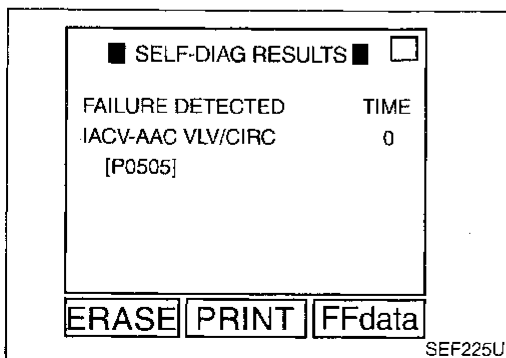 ■ SELF-DIAG RESULTS ■
FAILURE DETECTED TIME
IACV-AAC VLV/CIRC 0
[P0505]
ERASE PRINT FFdata
SEF225U